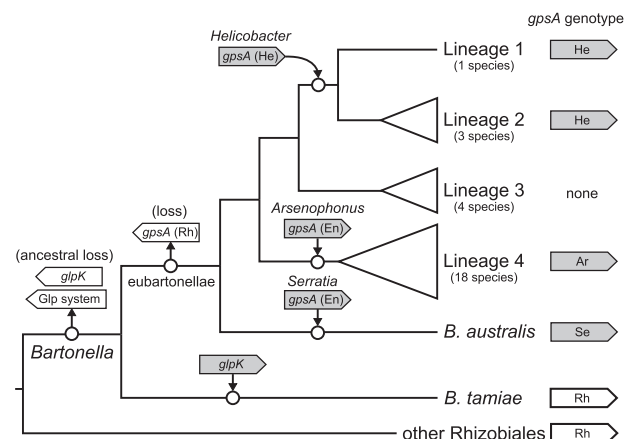 gpsA genotype
Helicobacter
gpsA (He)
Lineage 1
(1 species)
He
Lineage 2
(3 species)
He
Lineage 3
(4 species)
none
(loss)
gpsA (Rh)
Arsenophonus
gpsA (En)
Lineage 4
(18 species)
Ar
(ancestral loss)
glpK
Glp system
eubartonellae
Serratia
gpsA (En)
B. australis
Se
Bartonella
glpK
B. tamiae
Rh
other Rhizobiales
Rh